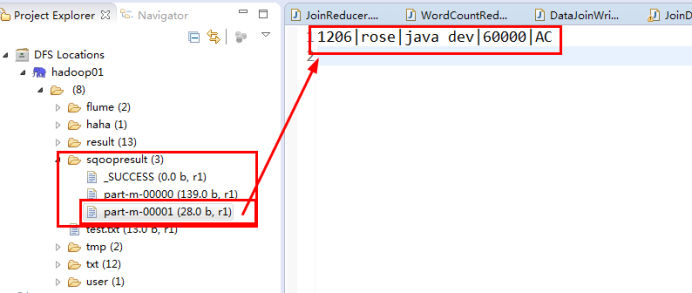 Project Explorer
Navigator
DFS Locations
hadoop01
(8)
flume (2)
haha (1)
result (13)
sqoopresult (3)
_SUCCESS (0.0 b, r1)
part-m-00000 (139.0 b, r1)
part-m-00001 (28.0 b, r1)
test.txt (13.0 b, r1)
tmp (2)
txt (12)
user (1)
JoinReducer....
WordCountRed...
DataJoinWri...
JoinD
1 1206|rose|java dev|60000|AC
2